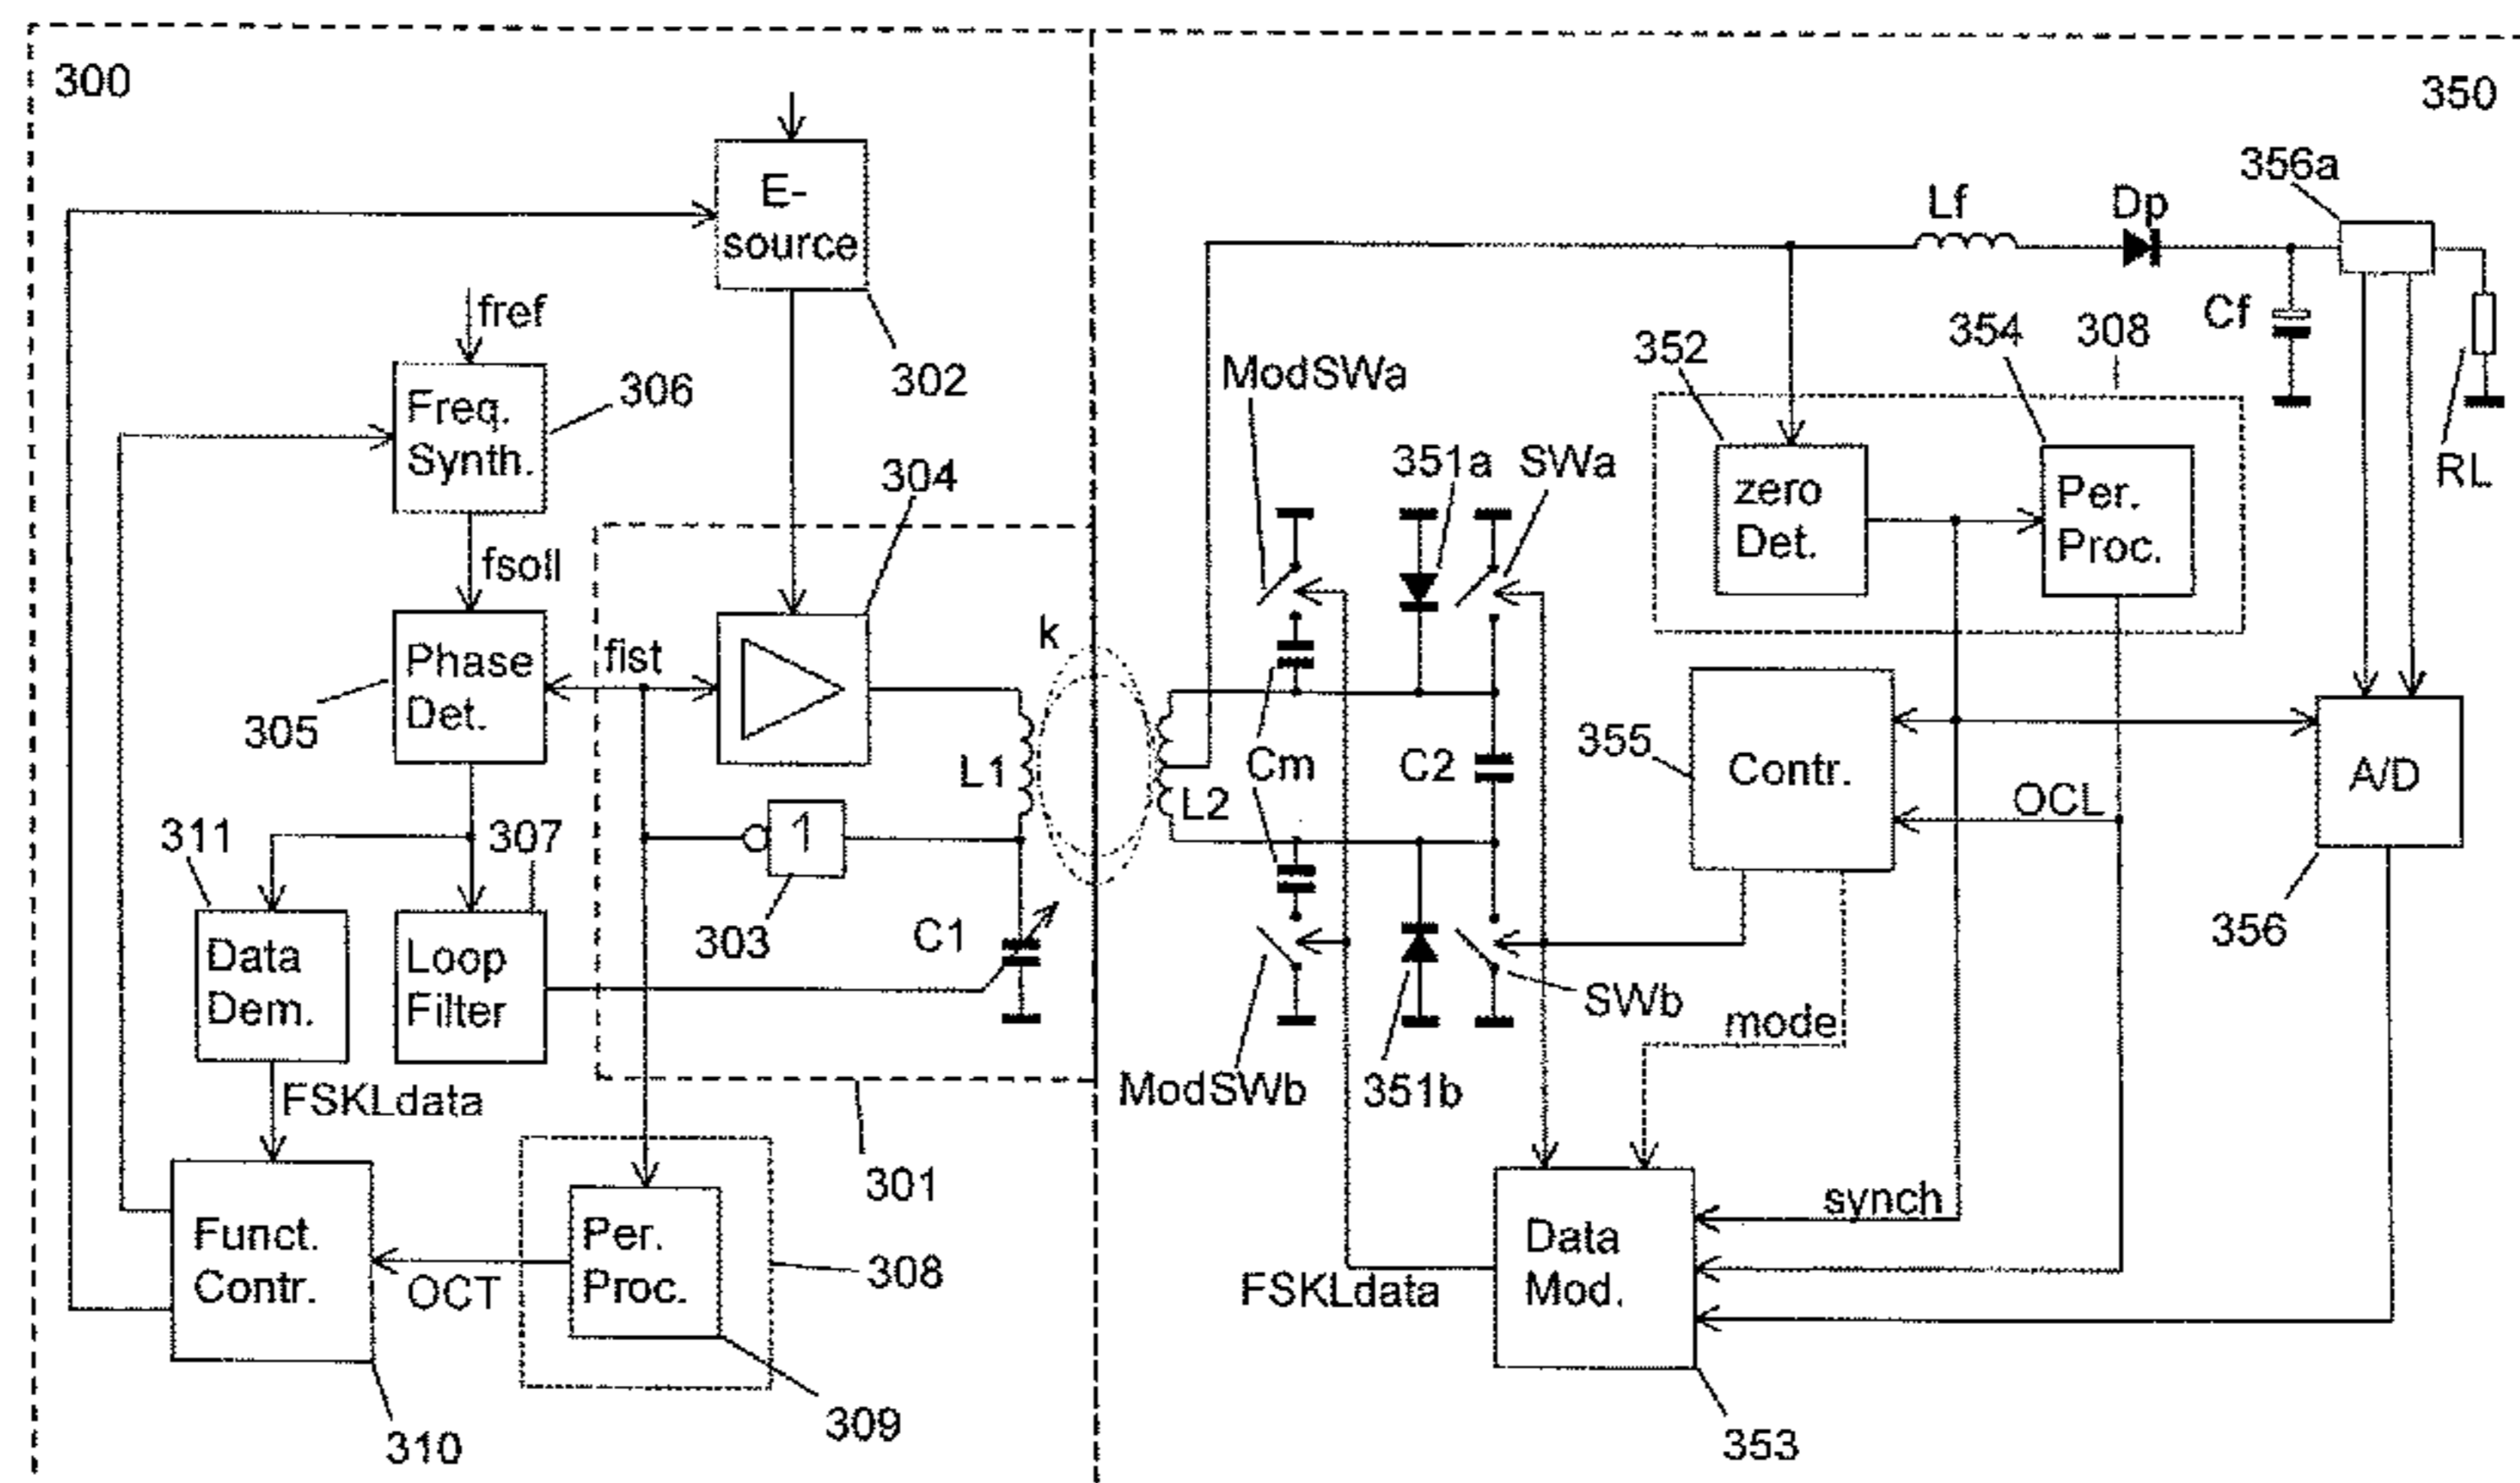 300
350
E-
source
302
fref
Freq.
Synth.
306
fsoll
Phase
Det.
305
fist
304
k
L1
1
303
C1
311
307
Data
Dem.
Loop
Filter
FSKLdata
301
Funct.
Contr.
OCT
Per.
Proc.
308
309
310
356a
Lf
Dp
Cf
RL
352
354
308
ModSWa
351a
SWa
zero
Det.
Per.
Proc.
L2
Cm
C2
355
Contr.
OCL
A/D
356
ModSWb
351b
SWb
mode
synch
FSKLdata
Data
Mod.
353